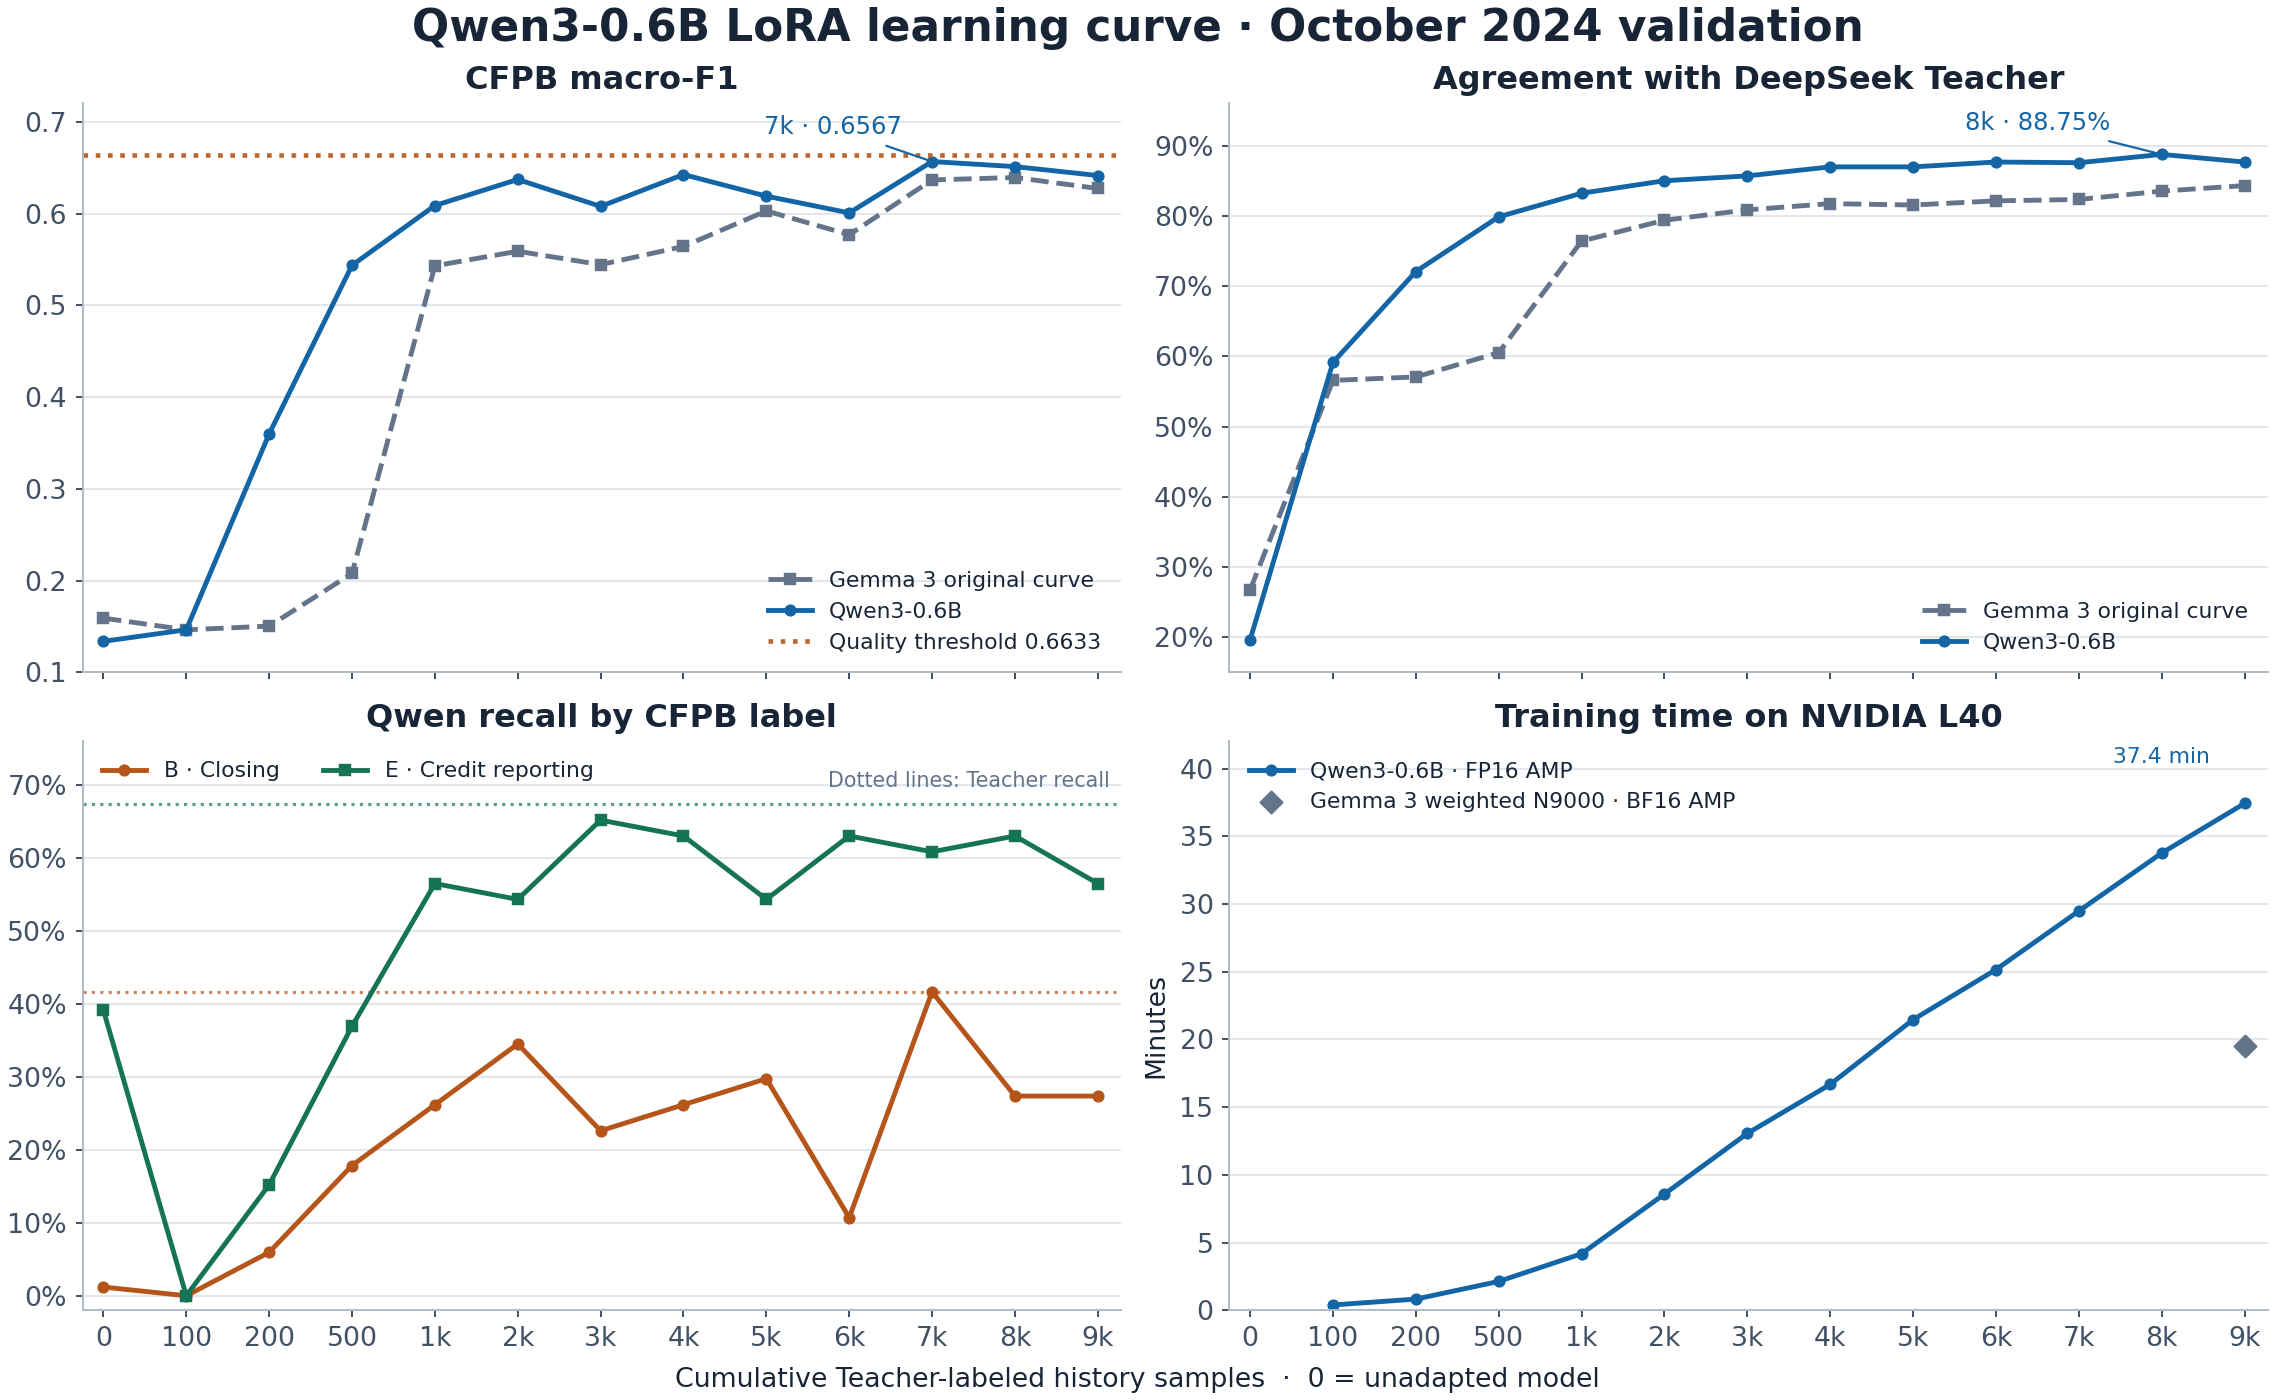 Qwen3-0.6B LoRA learning curve · October 2024 validation
CFPB macro-F1
0.7
0.6
0.5
0.4
0.3
0.2
0.1
7k · 0.6567
Gemma 3 original curve
Qwen3-0.6B
Quality threshold 0.6633
Agreement with DeepSeek Teacher
90%
80%
70%
60%
50%
40%
30%
20%
8k · 88.75%
Gemma 3 original curve
Qwen3-0.6B
Qwen recall by CFPB label
B · Closing
E · Credit reporting
Dotted lines: Teacher recall
70%
60%
50%
40%
30%
20%
10%
0%
0 100 200 500 1k 2k 3k 4k 5k 6k 7k 8k 9k
Training time on NVIDIA L40
Qwen3-0.6B · FP16 AMP
Gemma 3 weighted N9000 · BF16 AMP
37.4 min
Minutes
40
35
30
25
20
15
10
5
0
0 100 200 500 1k 2k 3k 4k 5k 6k 7k 8k 9k
Cumulative Teacher-labeled history samples · 0 = unadapted model